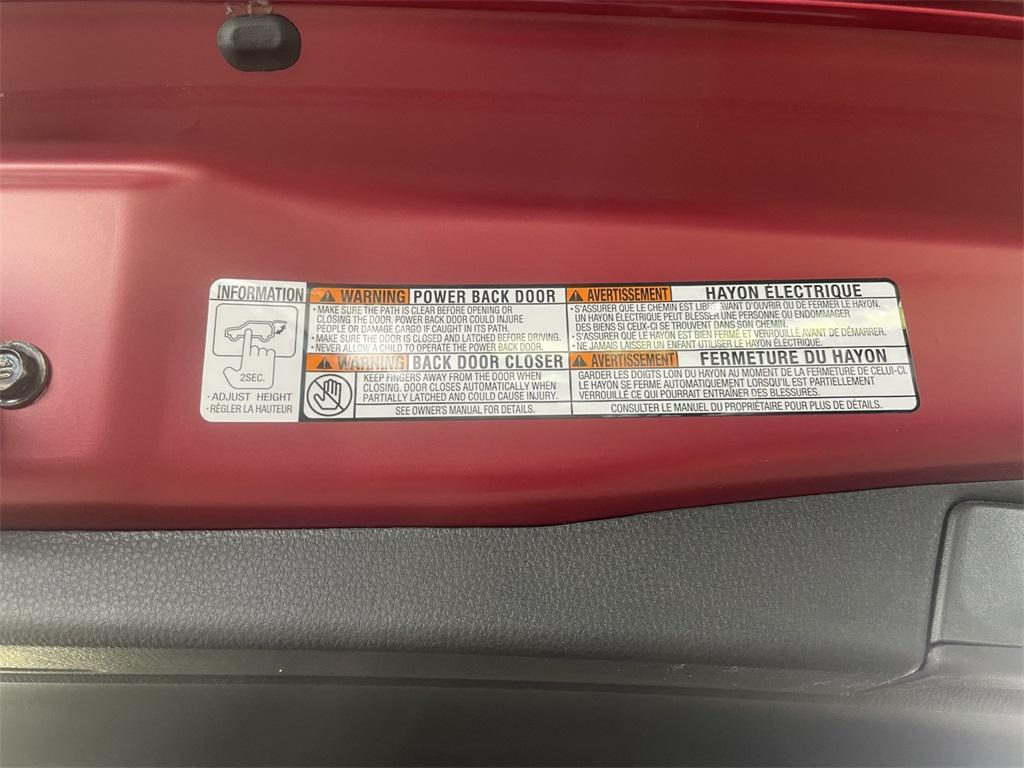 INFORMATION
2SEC.
· ADJUST HEIGHT
· RÈGLER LA HAUTEUR
WARNING POWER BACK DOOR
· MAKE SURE THE PATH IS CLEAR BEFORE OPENING OR
CLOSING THE DOOR. POWER BACK DOOR COULD INJURE
PEOPLE OR DAMAGE CARGO IF CAUGHT IN ITS PATH.
· MAKE SURE THE DOOR IS CLOSED AND LATCHED BEFORE DRIVING.
· NEVER ALLOW A CHILD TO OPERATE THE POWER BACK DOOR.
WARNING BACK DOOR CLOSER
KEEP FINGERS AWAY FROM THE DOOR WHEN
CLOSING. DOOR CLOSES AUTOMATICALLY WHEN
PARTIALLY LATCHED AND COULD CAUSE INJURY.
SEE OWNER'S MANUAL FOR DETAILS.
AVERTISSEMENT HAYON ÉLECTRIQUE
· S'ASSURER QUE LE CHEMIN EST LIBRE AVANT D'OUVRIR OU DE FERMER LE HAYON.
UN HAYON ÉLECTRIQUE PEUT BLESSER UNE PERSONNE OU ENDOMMAGER
DES BIENS SI CEUX-CI SE TROUVENT DANS SON CHEMIN.
· S'ASSURER QUE LE HAYON EST BIEN FERMÉ ET VERROUILLÉ AVANT DE DÉMARRER.
· NE JAMAIS LAISSER UN ENFANT UTILISER LE HAYON ÉLECTRIQUE.
AVERTISSEMENT FERMETURE DU HAYON
GARDER LES DOIGTS LOIN DU HAYON AU MOMENT DE LA FERMETURE DE CELUI-CI.
LE HAYON SE FERME AUTOMATIQUEMENT LORSQU'IL EST PARTIELLEMENT
VERROUILLÉ CE QUI POURRAIT ENTRAÎNER DES BLESSURES.
CONSULTER LE MANUEL DU PROPRIÉTAIRE POUR PLUS DE DÉTAILS.